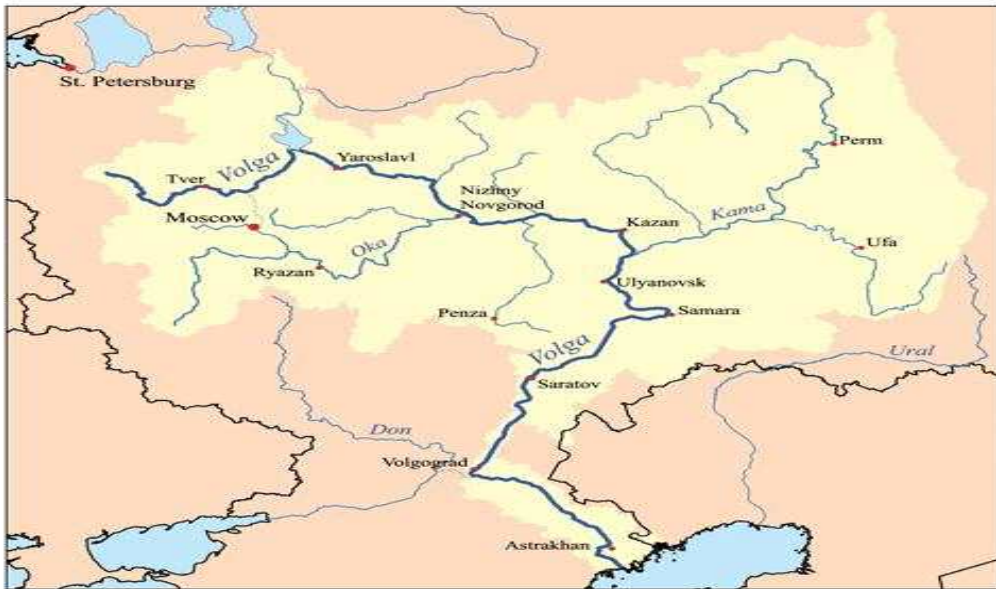 St. Petersburg
Volga
Yaroslavl
Perm
Tver
Nizhny
Novgorod
Moscow
Kazan
Kama
Oka
Ufa
Ryazan
Ulyanovsk
Penza
Samara
Volga
Ural
Saratov
Don
Volgograd
Astrakhan